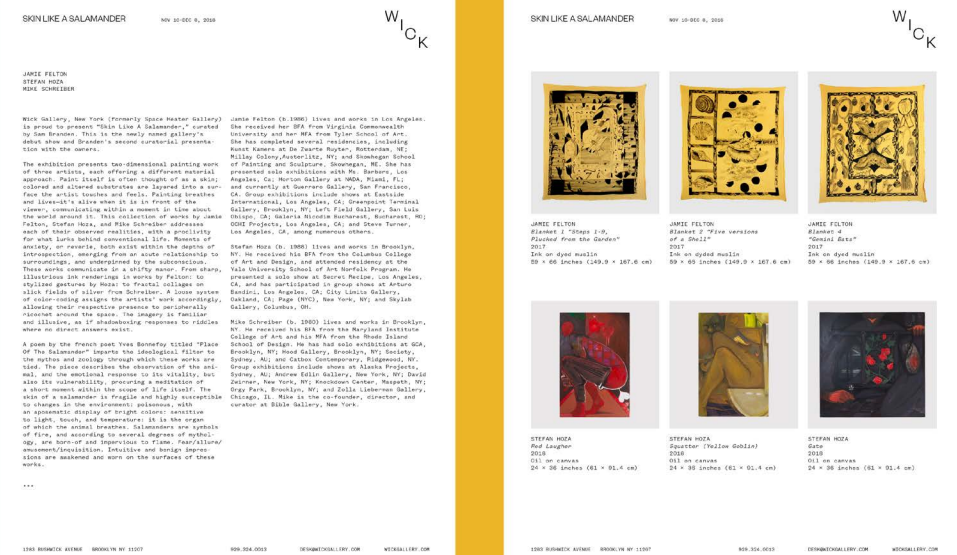 SKIN LIKE A SALAMANDER
NOV 10-DEC 6, 2018
WICK
JAMIE FELTON
STEFAN HOZA
MIKE SCHREIBER
Wick Gallery, New York (formerly Space Heater Gallery)
is proud to present "Skin Like A Salamander," curated
by Sam Branden. This is the newly named gallery's
debut show and Branden's second curatorial presenta-
tion with the owners.
The exhibition presents two-dimensional painting work
of three artists, each offering a different material
approach. Paint itself is often thought of as a skin;
colored and altered substrates are layered into a sur-
face the artist touches and feels. Painting breathes
and lives—it's alive when it is in front of the
viewer, communicating within a moment in time about
the world around it. This collection of works by Jamie
Felton, Stefan Hoza, and Mike Schreiber addresses
each of their observed realities, with a proclivity
for what lurks behind conventional life. Moments of
anxiety, or reverie, both exist within the depths of
introspection, emerging from an acute relationship to
surroundings, and underpinned by the subconscious.
These works communicate in a shifty manor. From sharp,
illustrious ink renderings in works by Felton; to
stylized gestures by Hoza; to fractal collages on
slick fields of silver from Schreiber. A loose system
of color-coding assigns the artists' work accordingly,
allowing their respective presence to peripherally
ricochet around the space. The imagery is familiar
and illusive, as if shadowboxing responses to riddles
where no direct answers exist.
A poem by the french poet Yves Bonnefoy titled "Place
Of The Salamander" imparts the ideological filter to
the mythos and zoology through which these works are
tied. The piece describes the observation of the ani-
mal, and the emotional response to its vitality, but
also its vulnerability, procuring a meditation of
a short moment within the scope of life itself. The
skin of a salamander is fragile and highly susceptible
to changes in the environment: poisonous, with
an aposematic display of bright colors: sensitive
to light, touch, and temperature: it is the organ
of which the animal breathes. Salamanders are symbols
of fire, and according to several degrees of mythol-
ogy, are born-of and impervious to flame. Fear/allure/
amusement/inquisition. Intuitive and benign impres-
sions are awakened and worn on the surfaces of these
works.
***
Jamie Felton (b.1986) lives and works in Los Angeles.
She received her BFA from Virginia Commonwealth
University and her MFA from Tyler School of Art.
She has completed several residencies, including
Kunst Kamers at De Zwarte Ruyter, Rotterdam, NE;
Millay Colony,Austerlitz, NY; and Skowhegan School
of Painting and Sculpture, Skowhegan, ME. She has
presented solo exhibitions with Ms. Barbers, Los
Angeles, Ca; Horton Gallery at NADA, Miami, FL;
and currently at Guerrero Gallery, San Francisco,
CA. Group exhibitions include shows at Eastside
International, Los Angeles, CA; Greenpoint Terminal
Gallery, Brooklyn, NY; Left Field Gallery, San Luis
Obispo, CA; Galeria Nicodim Bucharest, Bucharest, RO;
OCHI Projects, Los Angeles, CA; and Steve Turner,
Los Angeles, CA, among numerous others.
Stefan Hoza (b. 1986) lives and works in Brooklyn,
NY. He received his BFA from the Columbus College
of Art and Design, and attended residency at the
Yale University School of Art Norfolk Program. He
presented a solo show at Secret Recipe, Los Angeles,
CA, and has participated in group shows at Arturo
Bandini, Los Angeles, CA; City Limits Gallery,
Oakland, CA; Page (NYC), New York, NY; and Skylab
Gallery, Columbus, OH.
Mike Schreiber (b. 1980) lives and works in Brooklyn,
NY. He received his BFA from the Maryland Institute
College of Art and his MFA from the Rhode Island
School of Design. He has had solo exhibitions at GCA,
Brooklyn, NY; Hood Gallery, Brooklyn, NY; Society,
Sydney, AU; and Catbox Contemporary, Ridgewood, NY.
Group exhibitions include shows at Alaska Projects,
Sydney, AU; Andrew Edlin Gallery, New York, NY; David
Zwirner, New York, NY; Knockdown Center, Maspeth, NY;
Orgy Park, Brooklyn, NY; and Zolla Lieberman Gallery,
Chicago, IL. Mike is the co-founder, director, and
curator at Bible Gallery, New York.
1283 BUSHWICK AVENUE BROOKLYN NY 11207
929.324.0013
DESK@WICKGALLERY.COM
WICKGALLERY.COM
SKIN LIKE A SALAMANDER
NOV 10-DEC 6, 2018
WICK
JAMIE FELTON
Blanket 1 "Steps 1-9,
Plucked from the Garden"
2017
Ink on dyed muslin
59 × 66 inches (149.9 × 167.6 cm)
JAMIE FELTON
Blanket 2 "Five versions
of a Shell"
2017
Ink on dyed muslin
59 × 65 inches (149.9 × 167.6 cm)
JAMIE FELTON
Blanket 4
"Gemini Bats"
2017
Ink on dyed muslin
59 × 66 inches (149.9 × 167.6 cm)
STEFAN HOZA
Red Laugher
2018
Oil on canvas
24 × 36 inches (61 × 91.4 cm)
STEFAN HOZA
Squatter (Yellow Goblin)
2018
Oil on canvas
24 × 36 inches (61 × 91.4 cm)
STEFAN HOZA
Gate
2018
Oil on canvas
24 × 36 inches (61 × 91.4 cm)
1283 BUSHWICK AVENUE BROOKLYN NY 11207
929.324.0013
DESK@WICKGALLERY.COM
WICKGALLERY.COM